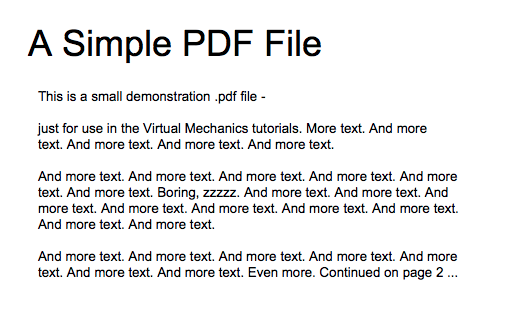 A Simple PDF File
This is a small demonstration .pdf file -
just for use in the Virtual Mechanics tutorials. More text. And more
text. And more text. And more text. And more text.
And more text. And more text. And more text. And more text. And more
text. And more text. Boring, zzzzz. And more text. And more text. And
more text. And more text. And more text. And more text. And more text.
And more text. And more text.
And more text. And more text. And more text. And more text. And more
text. And more text. And more text. Even more. Continued on page 2 ...